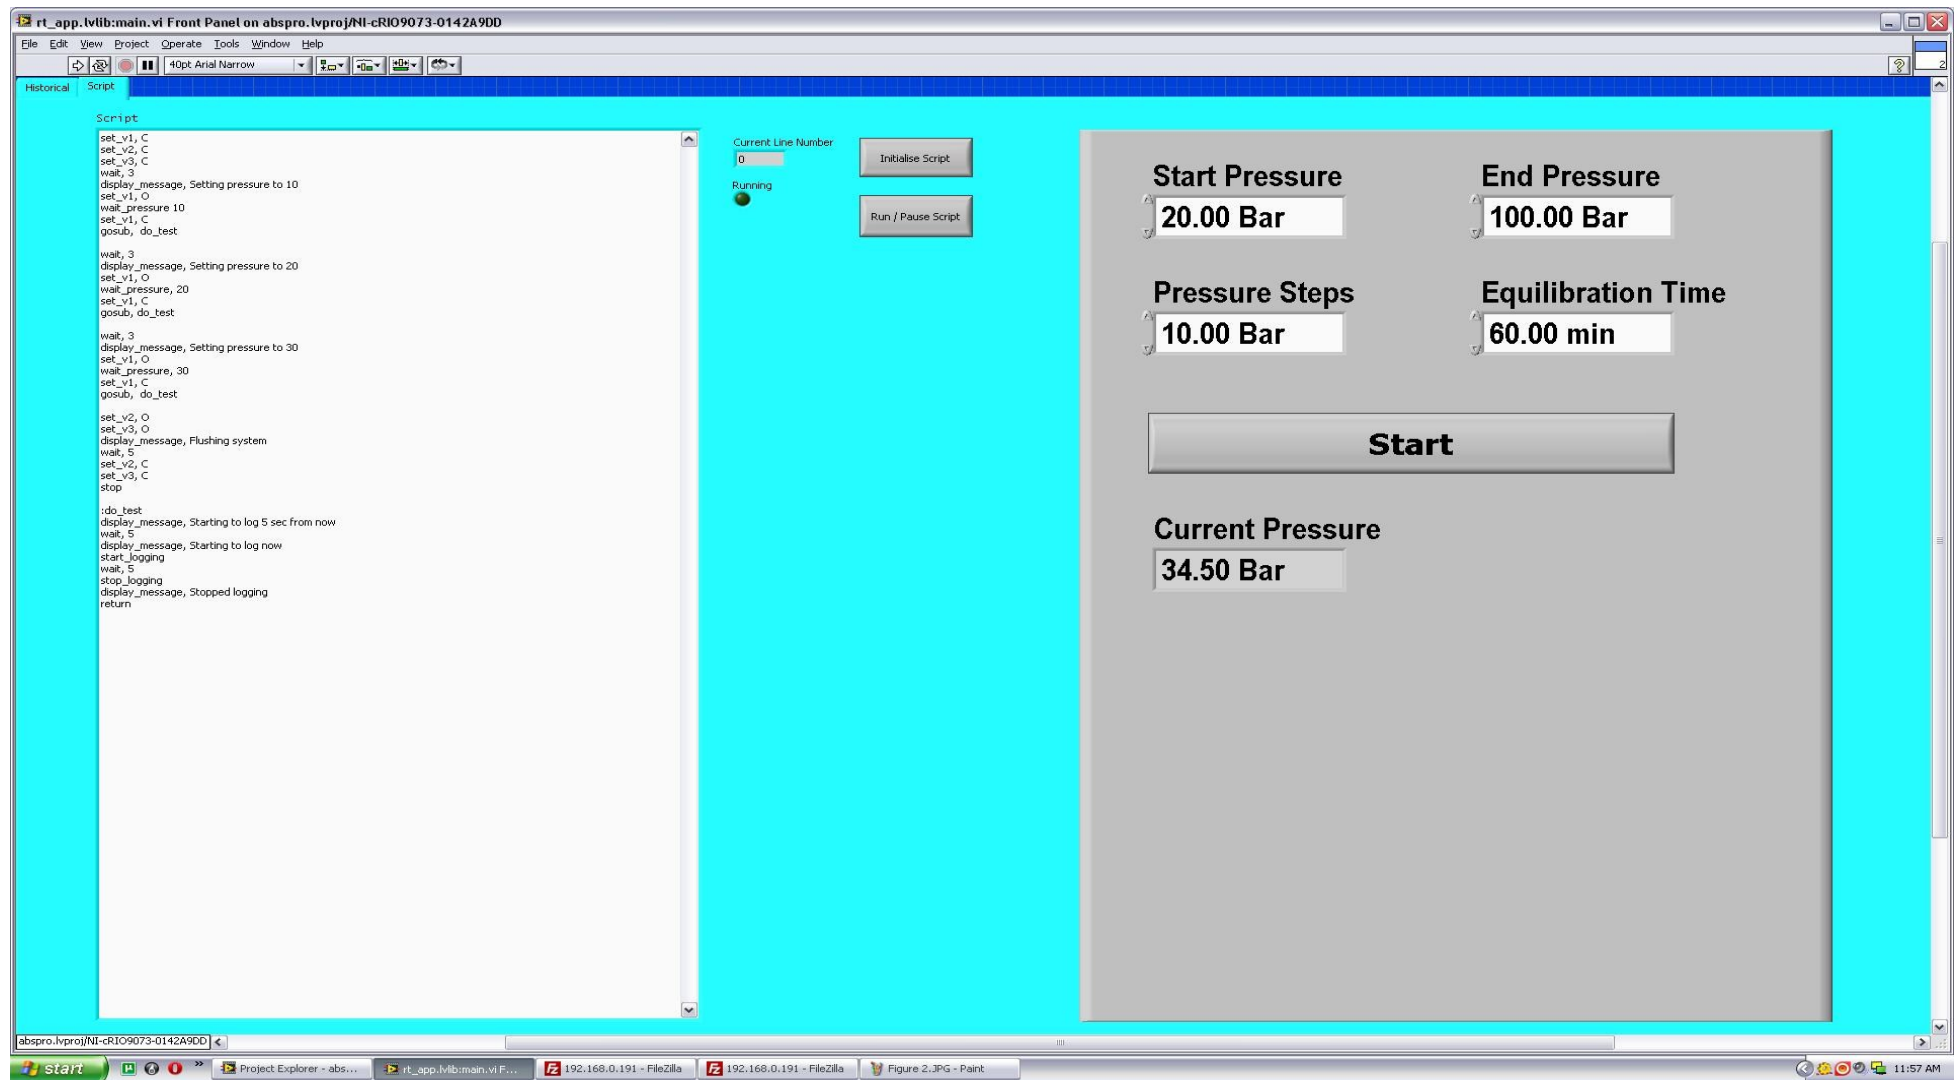 rt_app.lvlib:main.vi Front Panel on abspro.lvproj/NI-cRIO9073-0142A9DD
File Edit View Project Operate Tools Window Help
40pt Arial Narrow
2
Historical Script
Script
set_v1, C
set_v2, C
set_v3, C
wait, 3
display_message, Setting pressure to 10
set_v1, O
wait_pressure 10
set_v1, C
gosub, do_test
wait, 3
display_message, Setting pressure to 20
set_v1, O
wait_pressure, 20
set_v1, C
gosub, do_test
wait, 3
display_message, Setting pressure to 30
set_v1, O
wait_pressure, 30
set_v1, C
gosub, do_test
set_v2, O
set_v3, O
display_message, Flushing system
wait, 5
set_v2, C
set_v3, C
stop
:do_test
display_message, Starting to log 5 sec from now
wait, 5
display_message, Starting to log now
start_logging
wait, 5
stop_logging
display_message, Stopped logging
return
Current Line Number
0
Running
Initialise Script
Run / Pause Script
Start Pressure End Pressure
20.00 Bar 100.00 Bar
Pressure Steps Equilibration Time
10.00 Bar 60.00 min
Start
Current Pressure
34.50 Bar
abspro.lvproj/NI-cRIO9073-0142A9DD
start Project Explorer - abs... rt_app.lvlib:main.vi F... 192.168.0.191 - FileZilla 192.168.0.191 - FileZilla Figure 2.JPG - Paint 11:57 AM